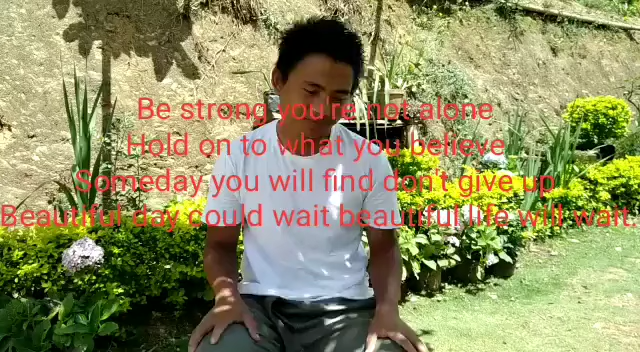 Be strong you're not alone
Hold on to what you believe
Someday you will find don't give up
Beautiful day could wait beautiful life will wait.